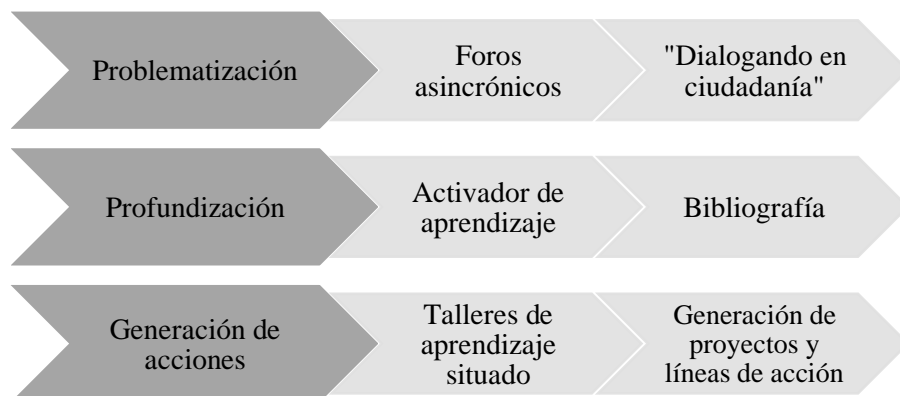 Problematización
Foros
asincrónicos
"Dialogando en
ciudadanía"
Profundización
Activador de
aprendizaje
Bibliografía
Generación de
acciones
Talleres de
aprendizaje
situado
Generación de
proyectos y
líneas de acción